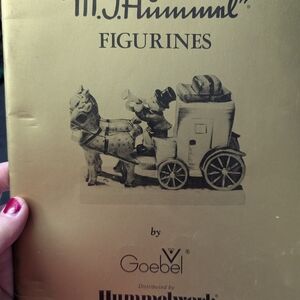 "M.J.Hummel"®
FIGURINES
by
Goebel®
Distributed by
Hummelwerk